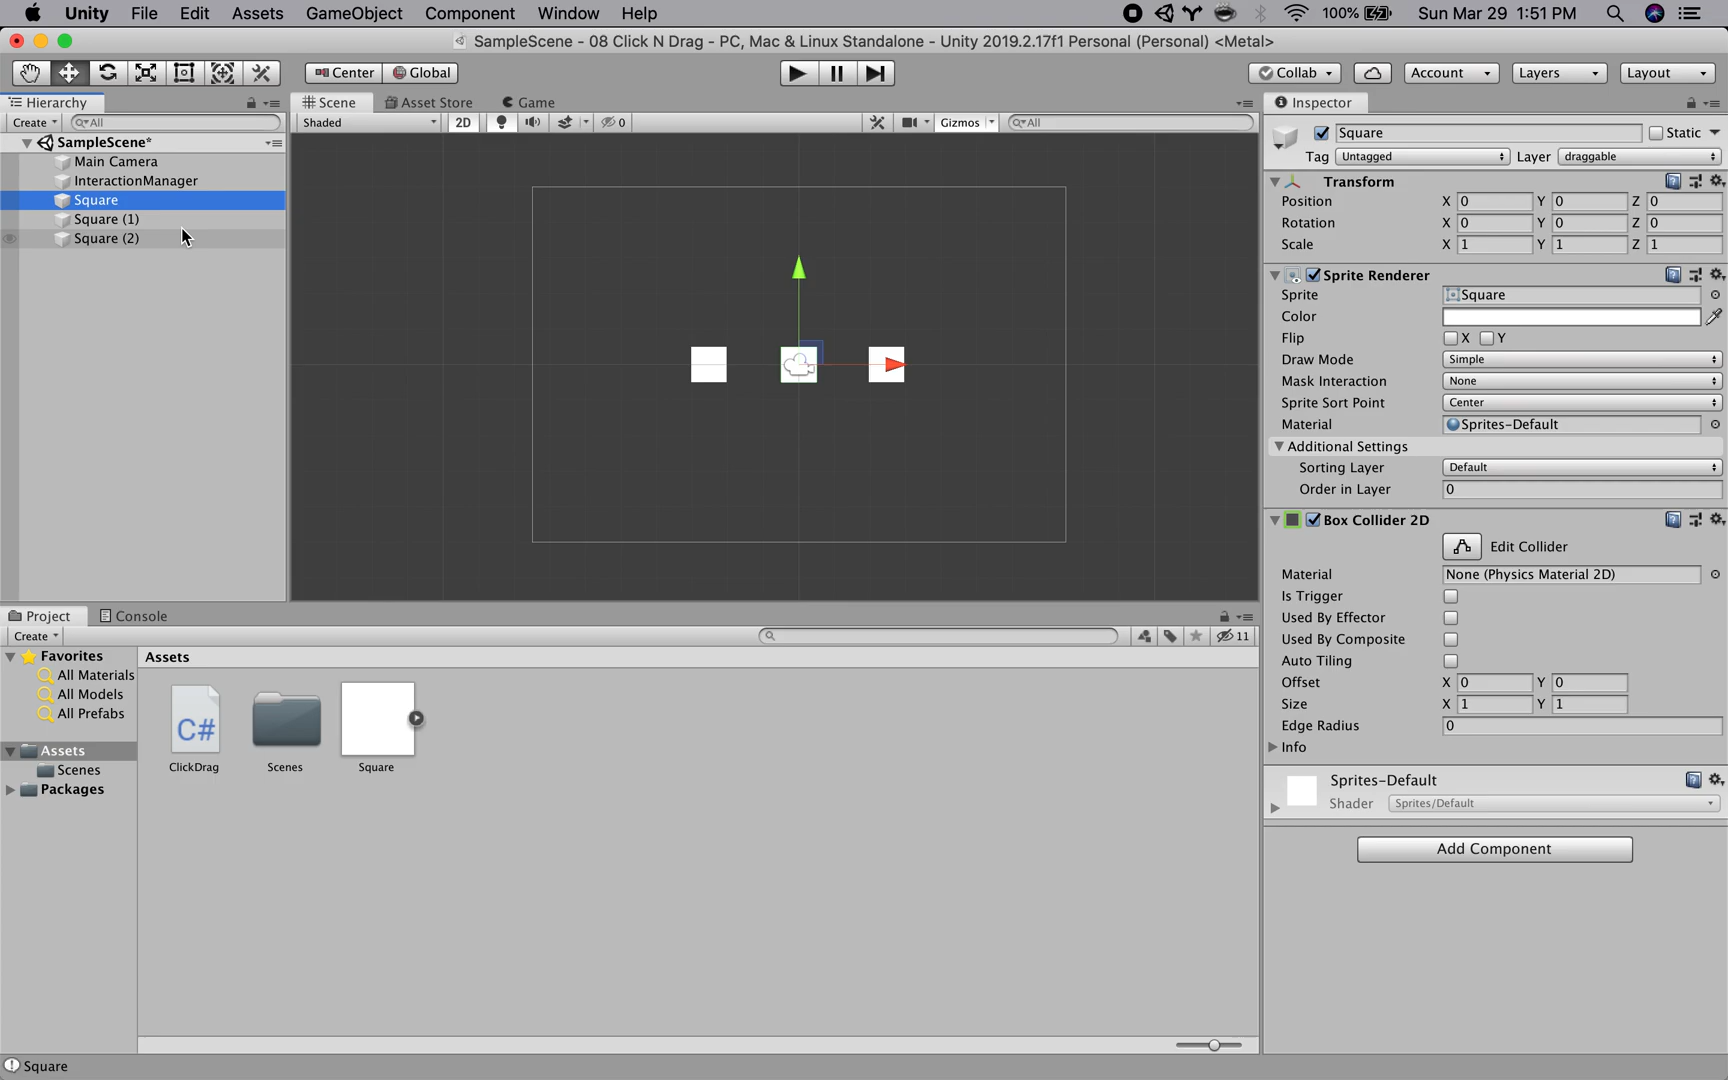 Unity File Edit Assets GameObject Component Window Help 100% Sun Mar 29 1:51 PM
SampleScene - 08 Click N Drag - PC, Mac & Linux Standalone - Unity 2019.2.17f1 Personal (Personal) <Metal>
Center Global Collab Account Layers Layout
Hierarchy
Create All
SampleScene*
Main Camera
InteractionManager
Square
Square (1)
Square (2)
Scene Asset Store Game
Shaded 2D 0 Gizmos All
Inspector
Square Static
Tag Untagged Layer draggable
Transform
Position X 0 Y 0 Z 0
Rotation X 0 Y 0 Z 0
Scale X 1 Y 1 Z 1
Sprite Renderer
Sprite Square
Color
Flip X Y
Draw Mode Simple
Mask Interaction None
Sprite Sort Point Center
Material Sprites-Default
Additional Settings
Sorting Layer Default
Order in Layer 0
Box Collider 2D
Edit Collider
Material None (Physics Material 2D)
Is Trigger
Used By Effector
Used By Composite
Auto Tiling
Offset X 0 Y 0
Size X 1 Y 1
Edge Radius 0
Info
Sprites-Default
Shader Sprites/Default
Add Component
Project Console
Create 11
Favorites
All Materials
All Models
All Prefabs
Assets
Scenes
Packages
Assets
C#
ClickDrag Scenes Square
Square